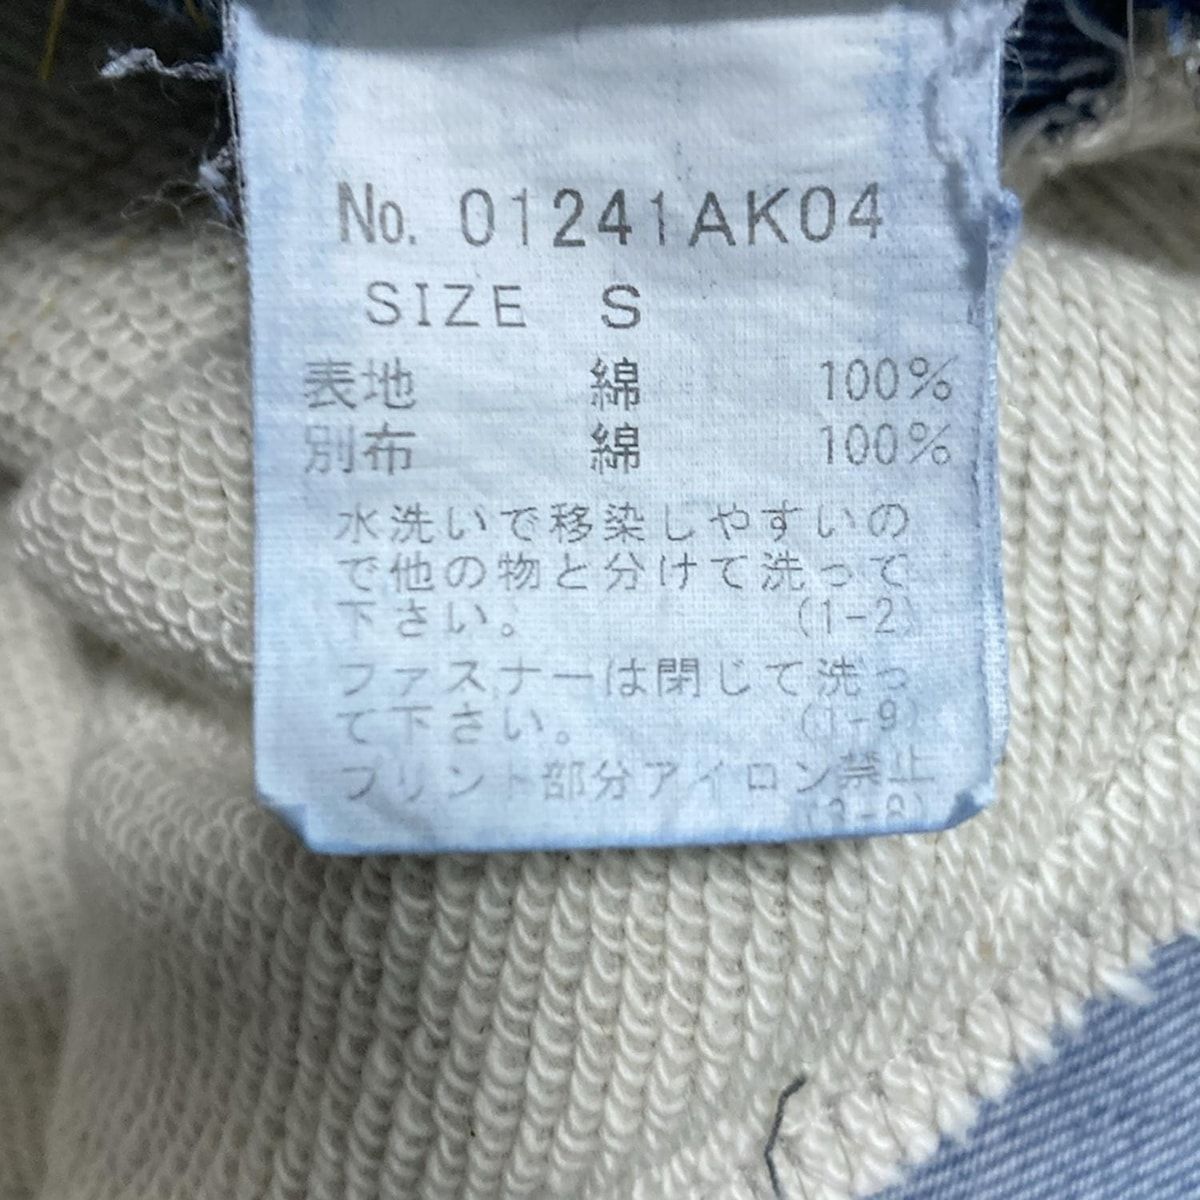 No. 01241AK04
SIZE S
表地 綿 100%
別布 綿 100%
水洗いで移染しやすいの
で他の物と分けて洗って
下さい。 (1-2)
ファスナーは閉じて洗っ
て下さい。 (1-9)
プリント部分アイロン禁止